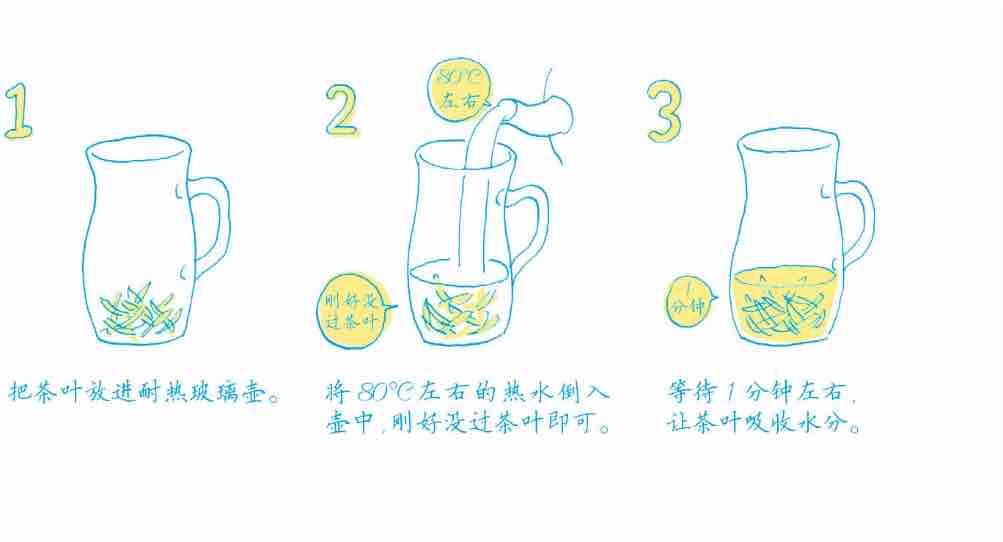 1
把茶叶放进耐热玻璃壶。
2
80℃
左右
刚好没
过茶叶
将80℃左右的热水倒入
壶中,刚好没过茶叶即可。
3
1
分钟
等待1分钟左右,
让茶叶吸收水分。